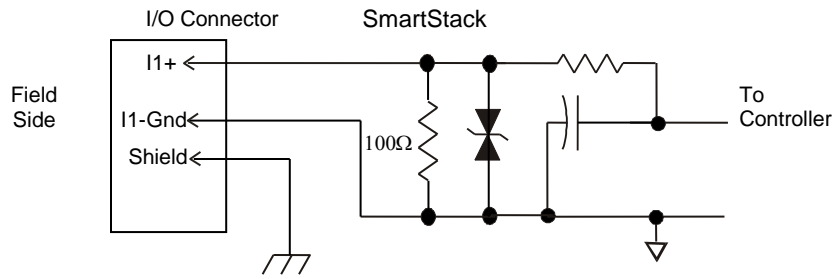 I/O Connector
SmartStack
I1+
Field
Side
I1-Gnd
Shield
100Ω
To
Controller